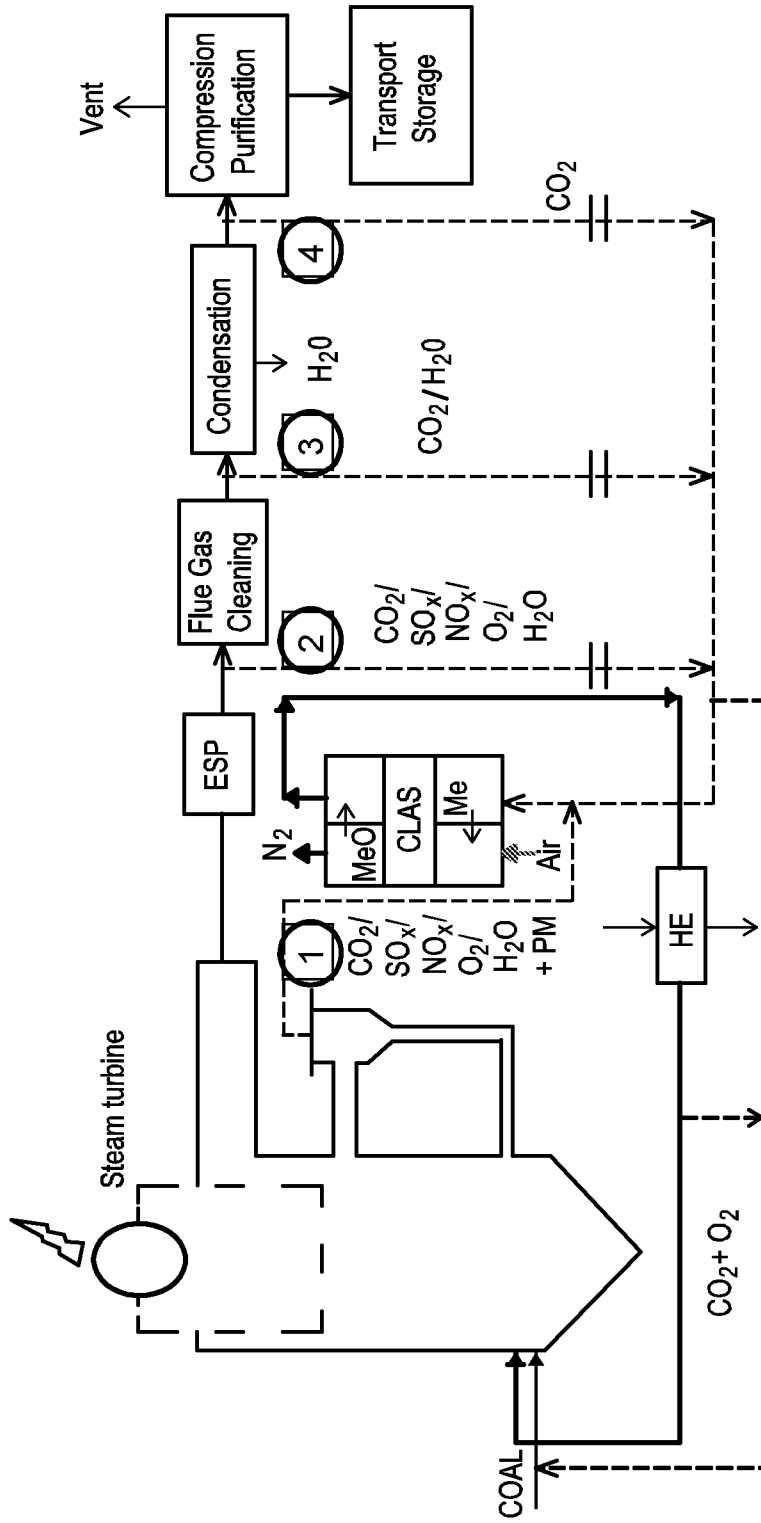 Steam turbine
COAL
CO2+ O2
HE
1
CO2/
SOx/
NOx/
O2/
H2O
+ PM
N2
Air
MeO
CLAS
Me
ESP
2
CO2/
SOx/
NOx/
O2/
H2O
Flue Gas
Cleaning
3
CO2/H2O
Condensation
H20
4
CO2
Vent
Compression
Purification
Transport
Storage